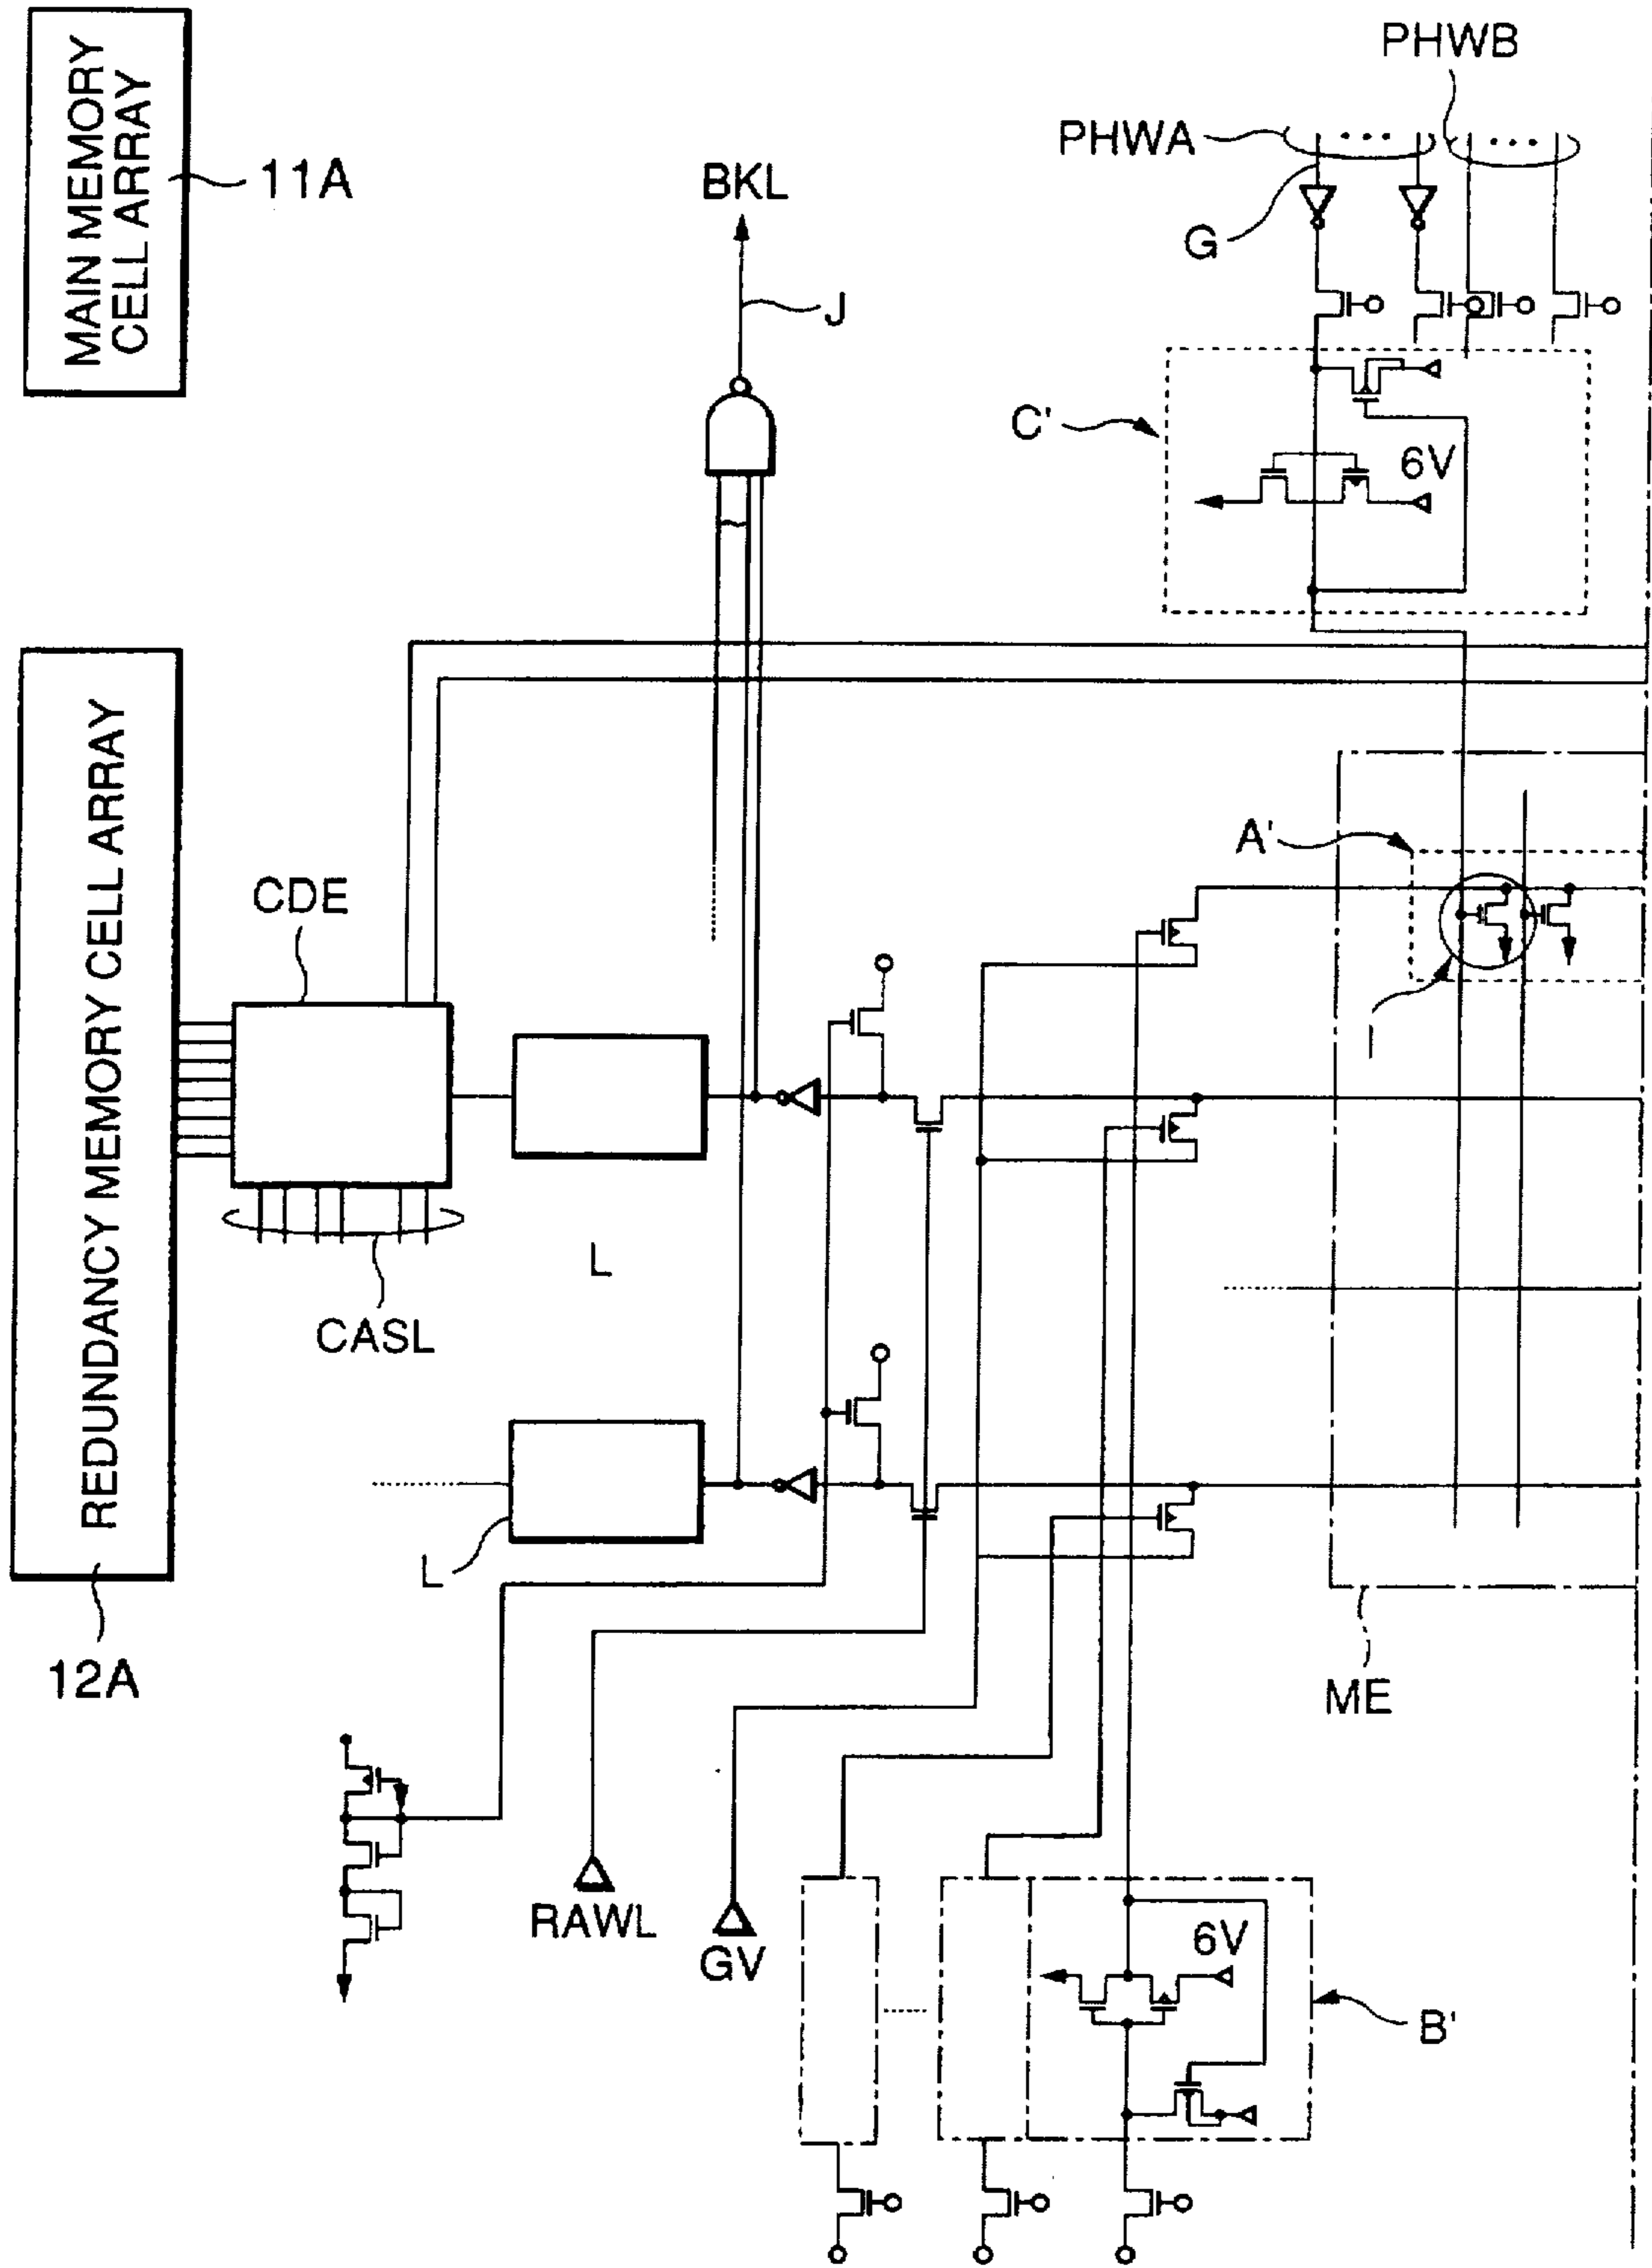 MAIN MEMORY
CELL ARRAY
11A
PHWB
PHWA
BKL
G
J
C'
6V
REDUNDANCY MEMORY CELL ARRAY
A'
CDE
I
L
CASL
L
12A
ME
RAWL
GV
6V
B'